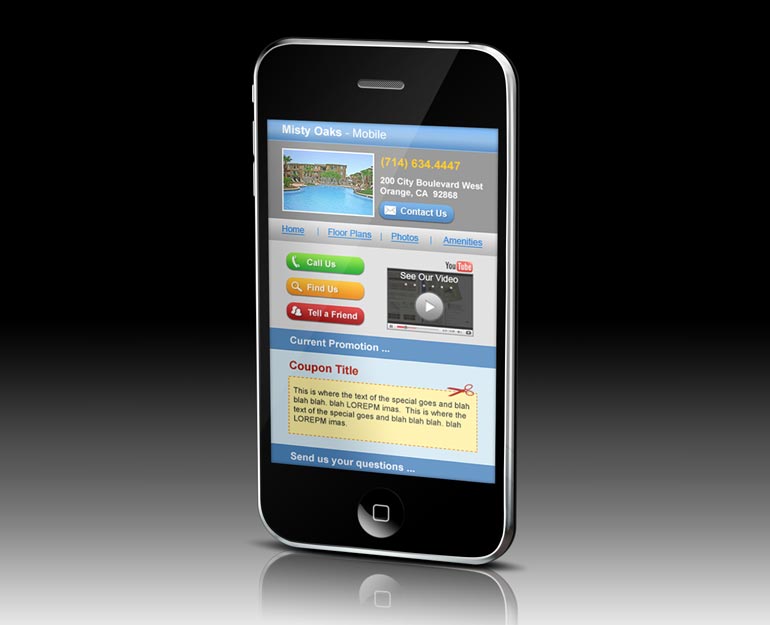 Misty Oaks - Mobile
(714) 634.4447
200 City Boulevard West
Orange, CA 92868
Contact Us
Home | Floor Plans | Photos | Amenities
Call Us
Find Us
Tell a Friend
YouTube
See Our Video
Current Promotion ...
Coupon Title
This is where the text of the special goes and blah
blah blah. blah LOREPM imas. This is where the
text of the special goes and blah blah blah. blah
LOREPM imas.
Send us your questions ...